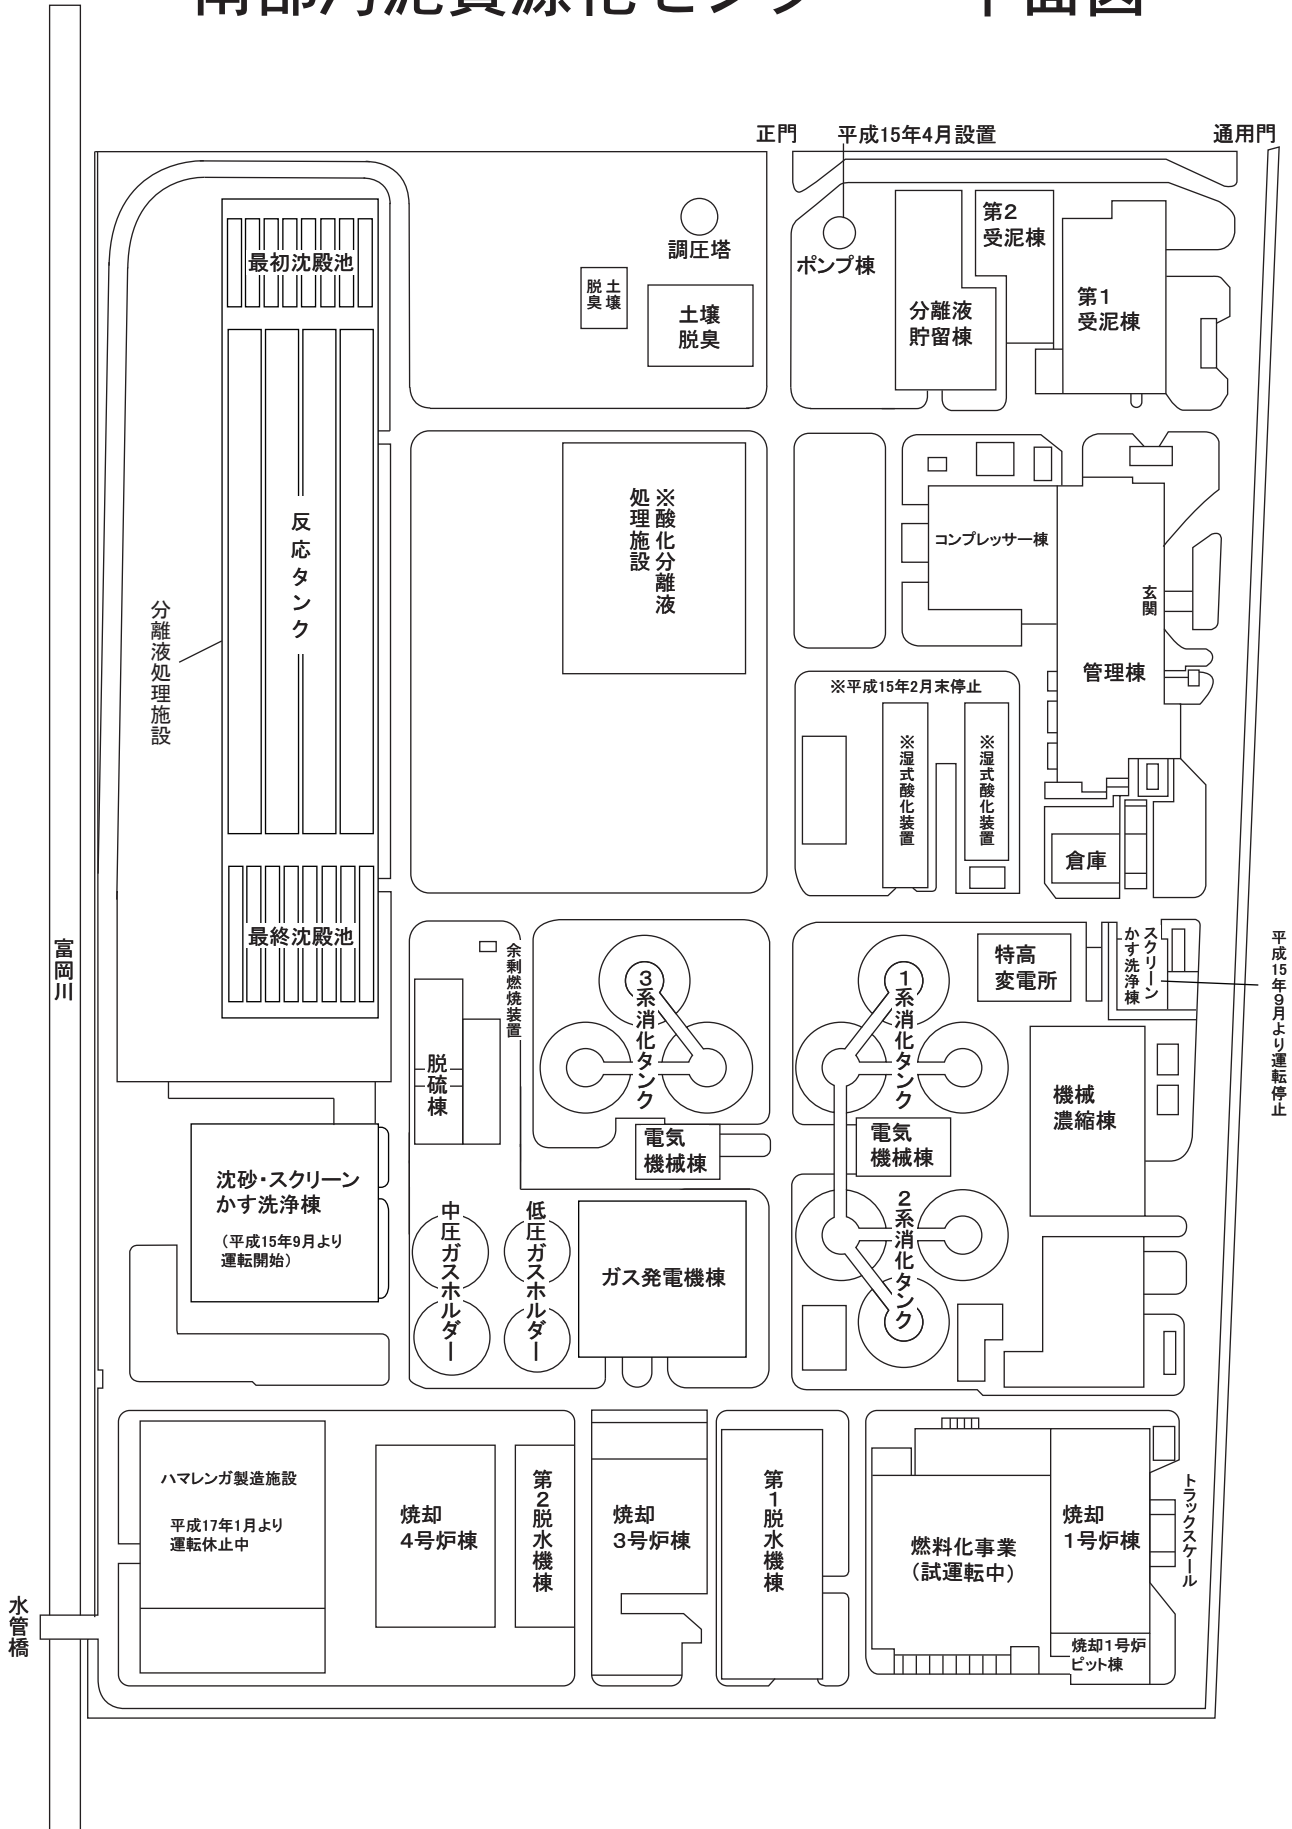 南部汚泥資源化センター 平面図
正門
平成15年4月設置
通用門
調圧塔
ポンプ棟
第2
受泥棟
第1
受泥棟
分離液
貯留棟
土壌
脱臭
土壌
脱臭
最初沈殿池
反応タンク
分離液処理施設
最終沈殿池
※酸化分離液
処理施設
コンプレッサー棟
玄関
管理棟
※平成15年2月末停止
※湿式酸化装置
※湿式酸化装置
倉庫
富岡川
余剰燃焼装置
脱硫棟
3系消化タンク
1系消化タンク
特高
変電所
スクリーン
かす洗浄棟
平成15年9月より運転停止
機械
濃縮棟
電気
機械棟
電気
機械棟
沈砂・スクリーン
かす洗浄棟
(平成15年9月より
運転開始)
中圧ガスホルダー
低圧ガスホルダー
ガス発電機棟
2系消化タンク
ハマレンガ製造施設
平成17年1月より
運転休止中
焼却
4号炉棟
第2脱水機棟
焼却
3号炉棟
第1脱水機棟
燃料化事業
(試運転中)
焼却
1号炉棟
トラックスケール
焼却1号炉
ピット棟
水管橋